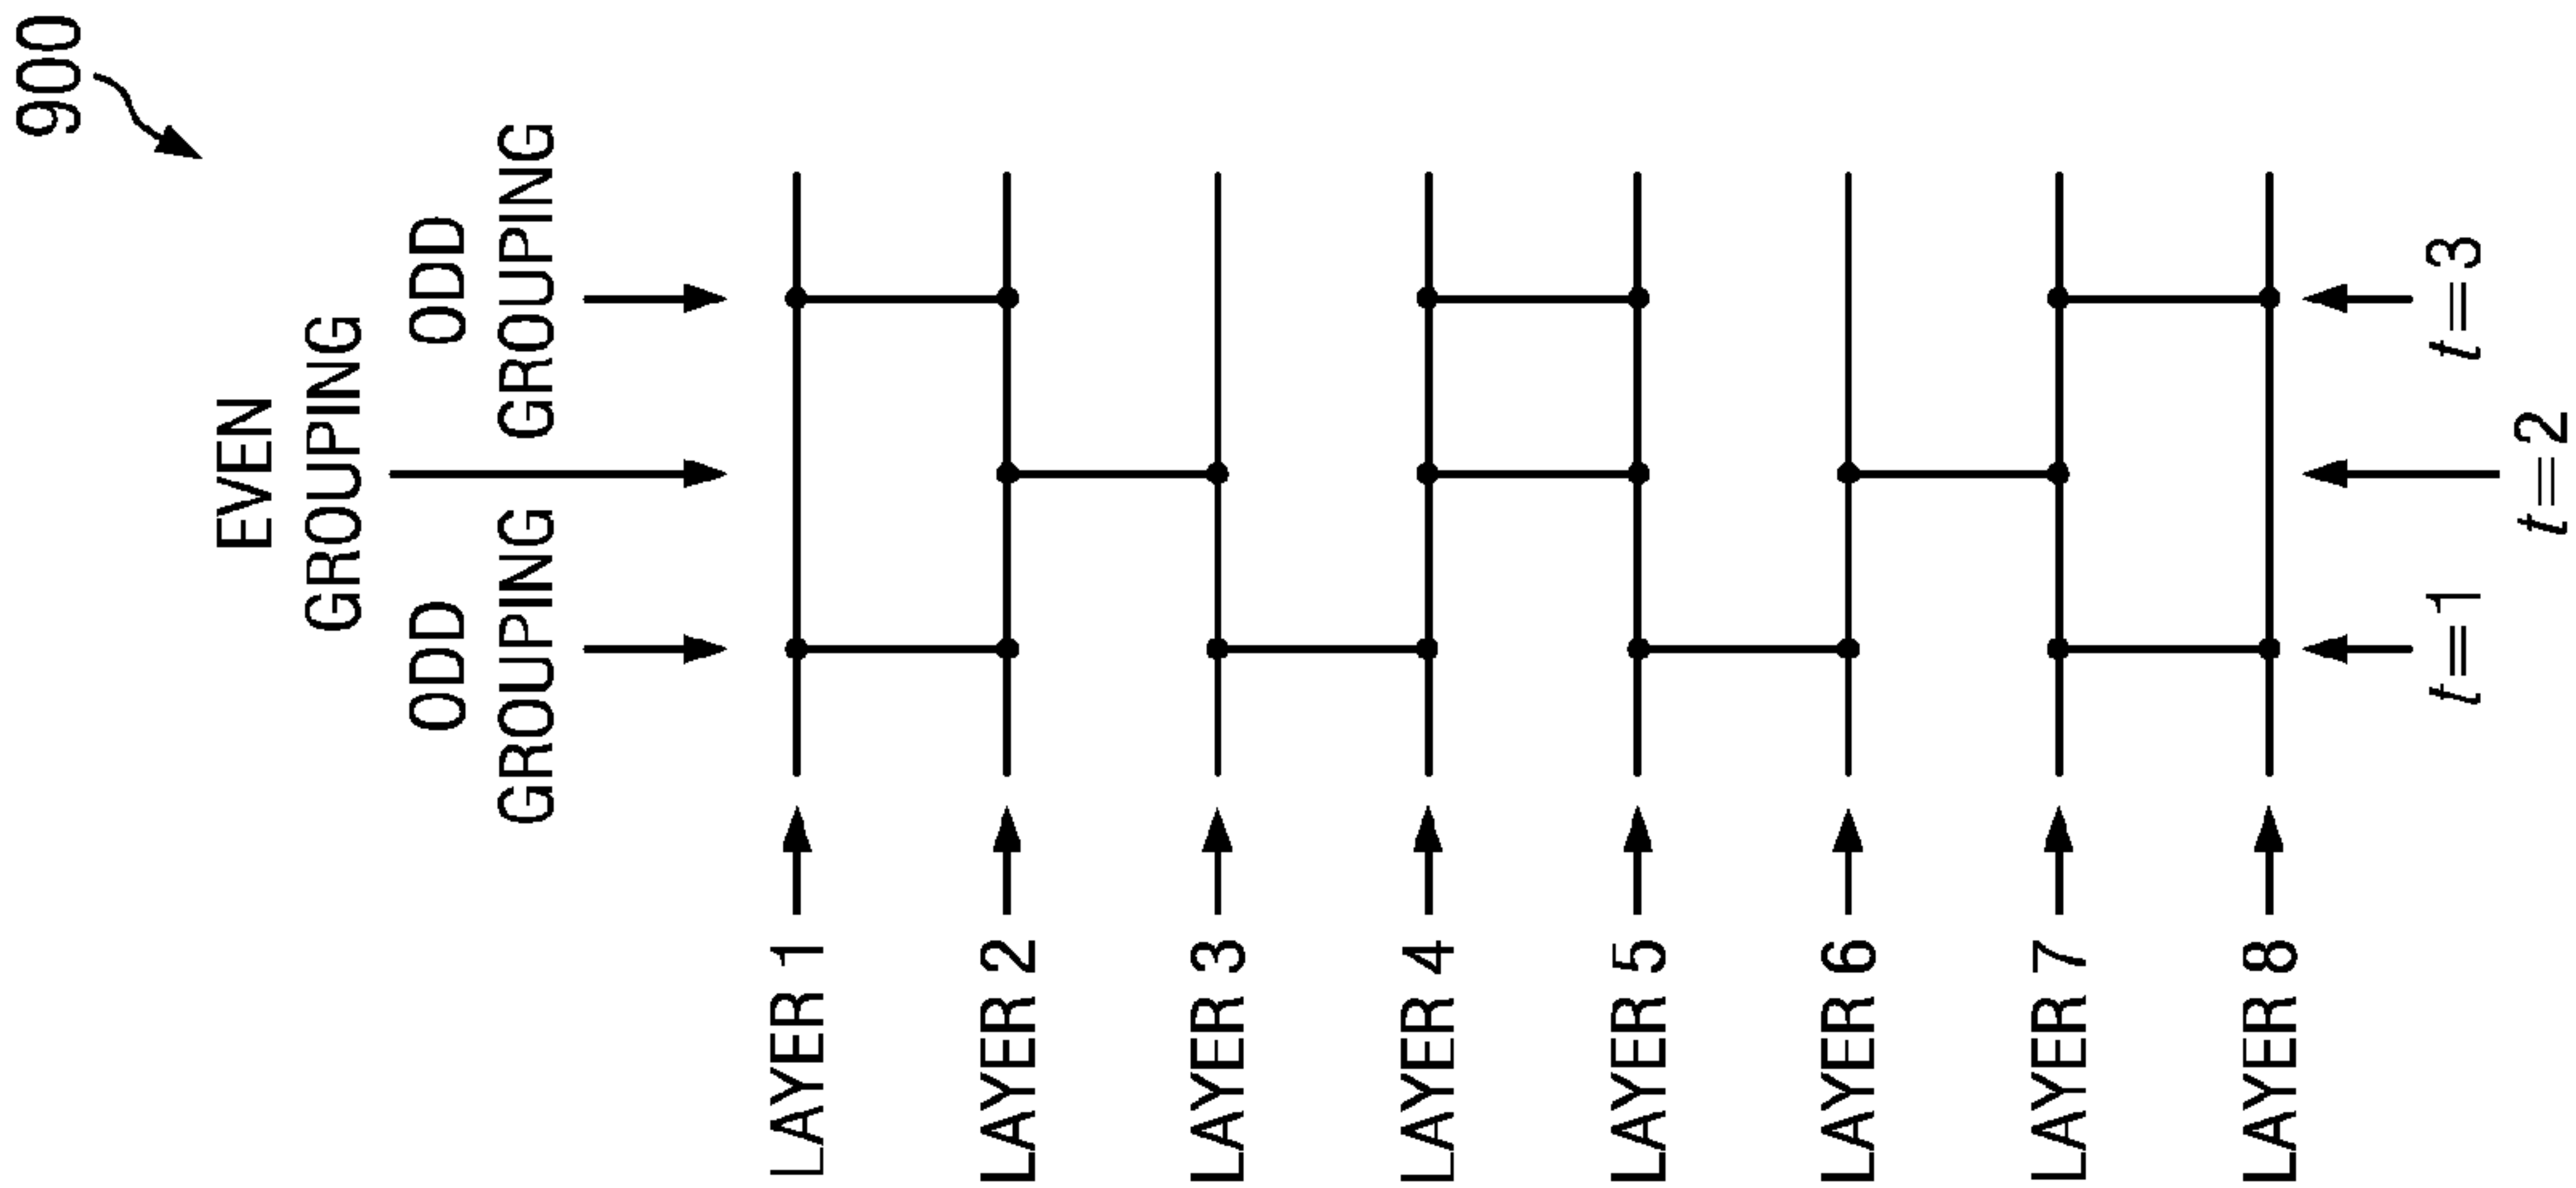 900
EVEN
GROUPING
ODD
GROUPING
ODD
GROUPING
LAYER 1
LAYER 2
LAYER 3
LAYER 4
LAYER 5
LAYER 6
LAYER 7
LAYER 8
t=1
t=2
t=3